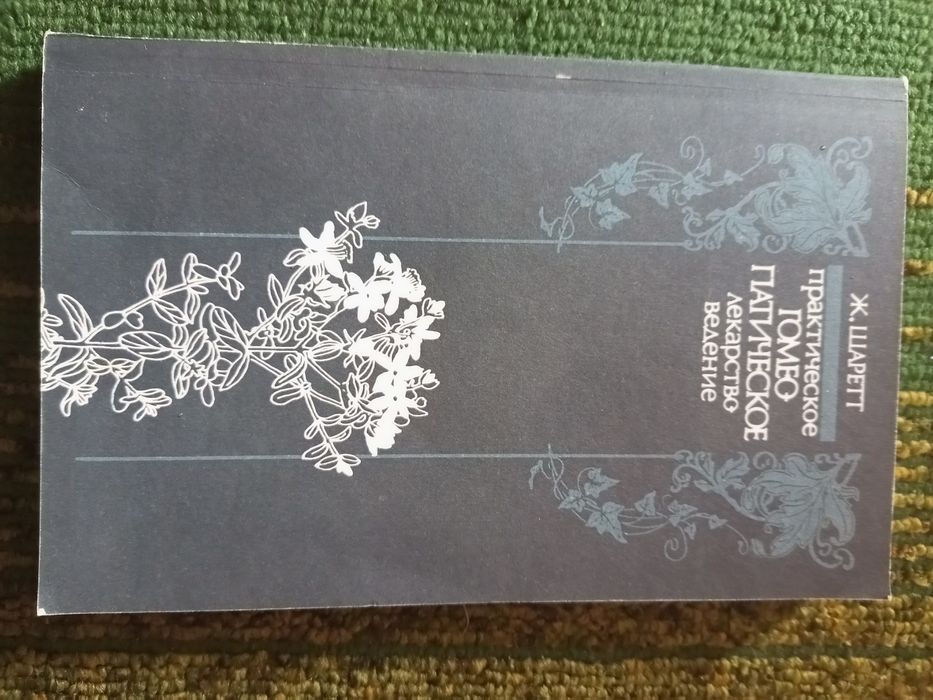 Ж. ШАРЕТТ
практическое
ГОМЕО
ПАТИЧЕСКОЕ
лекарство
ведение